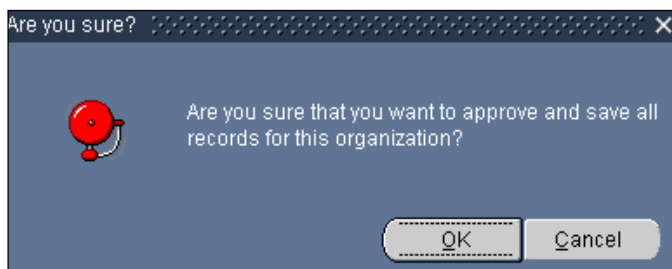 Are you sure?
Are you sure that you want to approve and save all
records for this organization?
OK Cancel